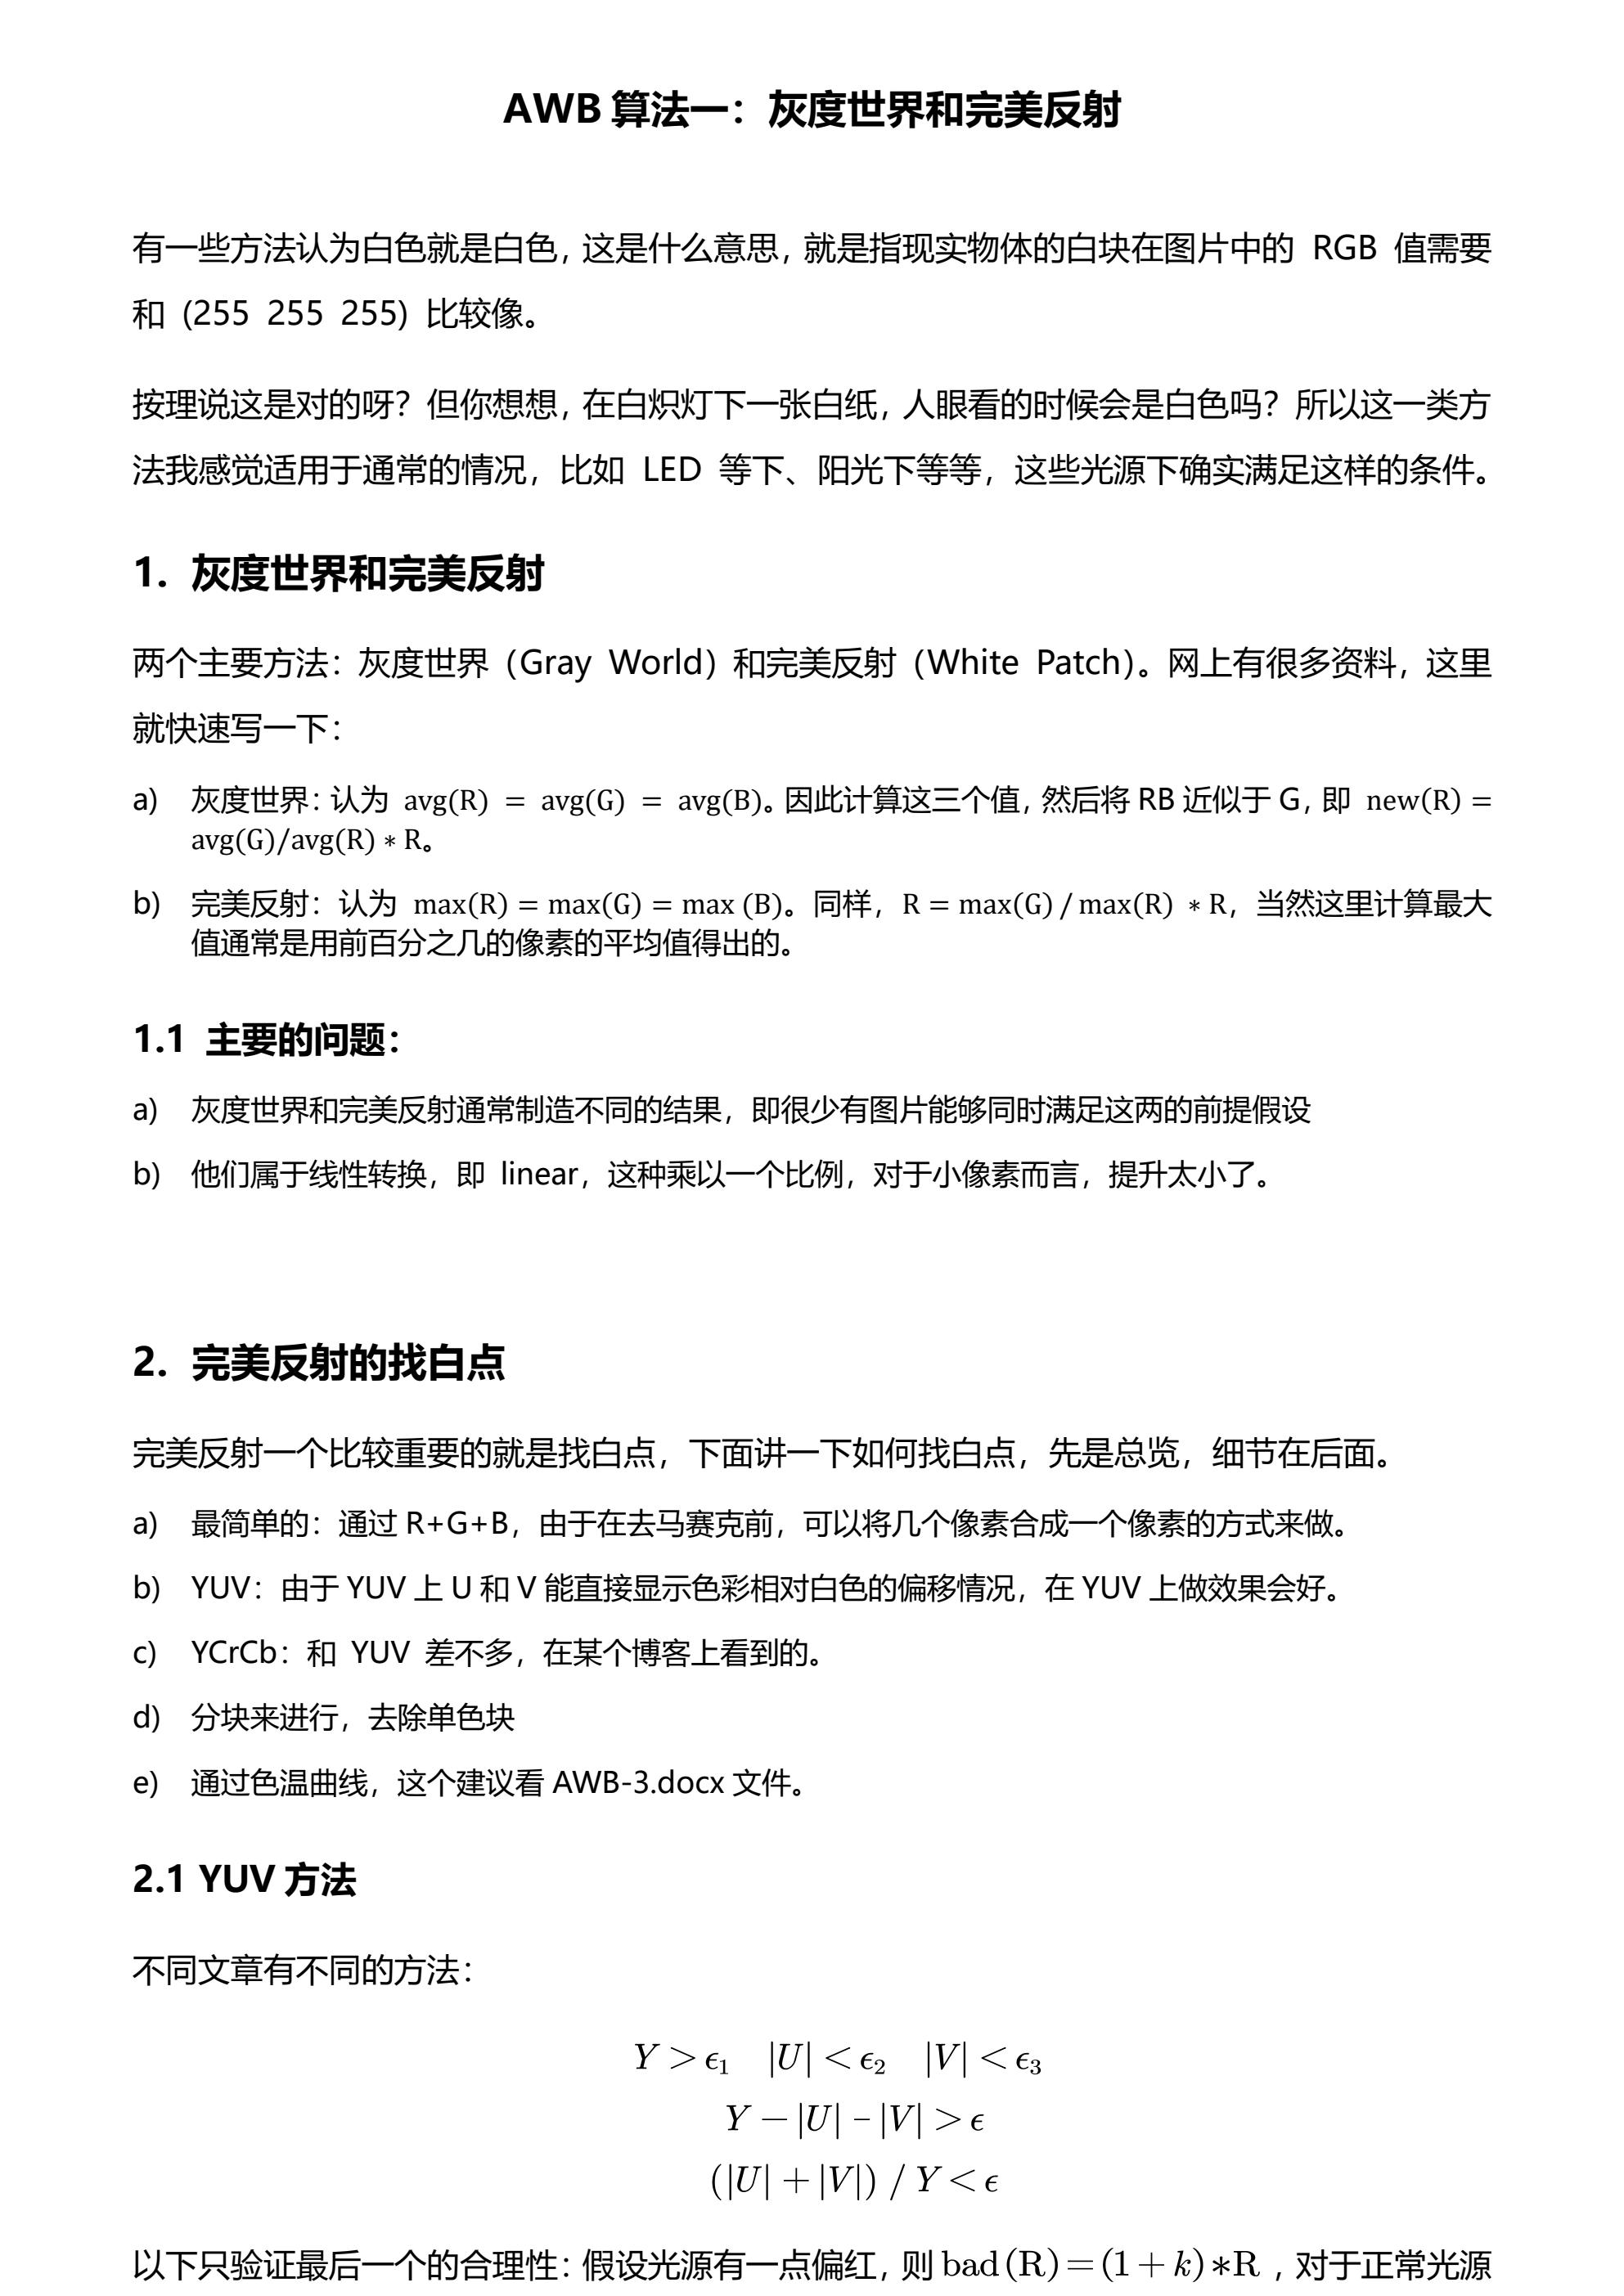 AWB 算法一：灰度世界和完美反射
有一些方法认为白色就是白色，这是什么意思，就是指现实物体的白块在图片中的 RGB 值需要
和 (255 255 255) 比较像。
按理说这是对的呀？但你想想，在白炽灯下一张白纸，人眼看的时候会是白色吗？所以这一类方
法我感觉适用于通常的情况，比如 LED 等下、阳光下等等，这些光源下确实满足这样的条件。
1. 灰度世界和完美反射
两个主要方法：灰度世界（Gray World）和完美反射（White Patch）。网上有很多资料，这里
就快速写一下：
a) 灰度世界：认为 avg(R) = avg(G) = avg(B)。因此计算这三个值，然后将 RB 近似于 G，即 new(R) =
avg(G)/avg(R) ∗ R。
b) 完美反射：认为 max(R) = max(G) = max (B)。同样，R = max(G) / max(R) ∗ R，当然这里计算最大
值通常是用前百分之几的像素的平均值得出的。
1.1 主要的问题：
a) 灰度世界和完美反射通常制造不同的结果，即很少有图片能够同时满足这两的前提假设
b) 他们属于线性转换，即 linear，这种乘以一个比例，对于小像素而言，提升太小了。
2. 完美反射的找白点
完美反射一个比较重要的就是找白点，下面讲一下如何找白点，先是总览，细节在后面。
a) 最简单的：通过 R+G+B，由于在去马赛克前，可以将几个像素合成一个像素的方式来做。
b) YUV：由于 YUV 上 U 和 V 能直接显示色彩相对白色的偏移情况，在 YUV 上做效果会好。
c) YCrCb：和 YUV 差不多，在某个博客上看到的。
d) 分块来进行，去除单色块
e) 通过色温曲线，这个建议看 AWB-3.docx 文件。
2.1 YUV 方法
不同文章有不同的方法：
Y > ϵ₁ |U| < ϵ₂ |V| < ϵ₃
Y − |U| – |V| > ϵ
(|U| + |V|) / Y < ϵ
以下只验证最后一个的合理性：假设光源有一点偏红，则 bad (R) = (1 + k) ∗ R ，对于正常光源